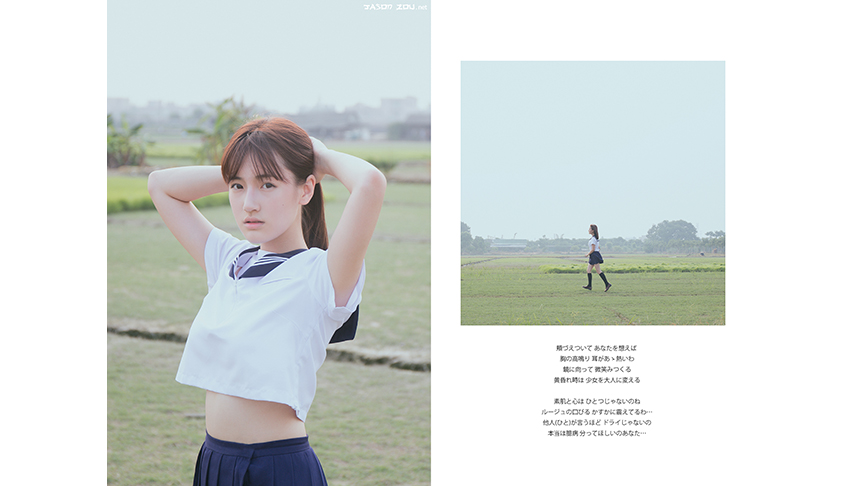 JASON ZOU .net
頬づえついて あなたを想えば
胸の高鳴り 耳があゝ熱いわ
鏡に向って 微笑みつくる
黄昏れ時は 少女を大人に変える
素肌と心は ひとつじゃないのね
ルージュの口びる かすかに震えてるわ…
他人(ひと)が言うほど ドライじゃないの
本当は臆病 分ってほしいのあなた…